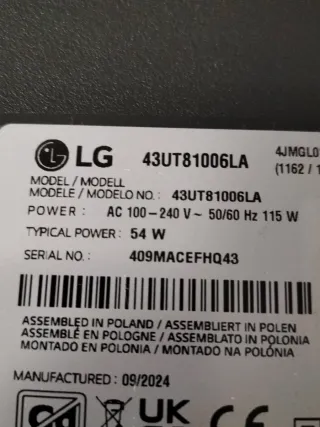 LG 43UT81006LA 4JMGL0
MODEL / MODELL (1162 / 1
MODELE / MODELO NO.: 43UT81006LA
POWER : AC 100-240 V~ 50/60 Hz 115 W
TYPICAL POWER: 54 W
SERIAL NO.: 409MACEFHQ43
ASSEMBLED IN POLAND / ASSEMBLIERT IN POLEN
ASSEMBLÉ EN POLOGNE / ASSEMBLATO IN POLONIA
MONTADO EN POLONIA / MONTADO NA POLÓNIA
MANUFACTURED: 09/2024
UK CE